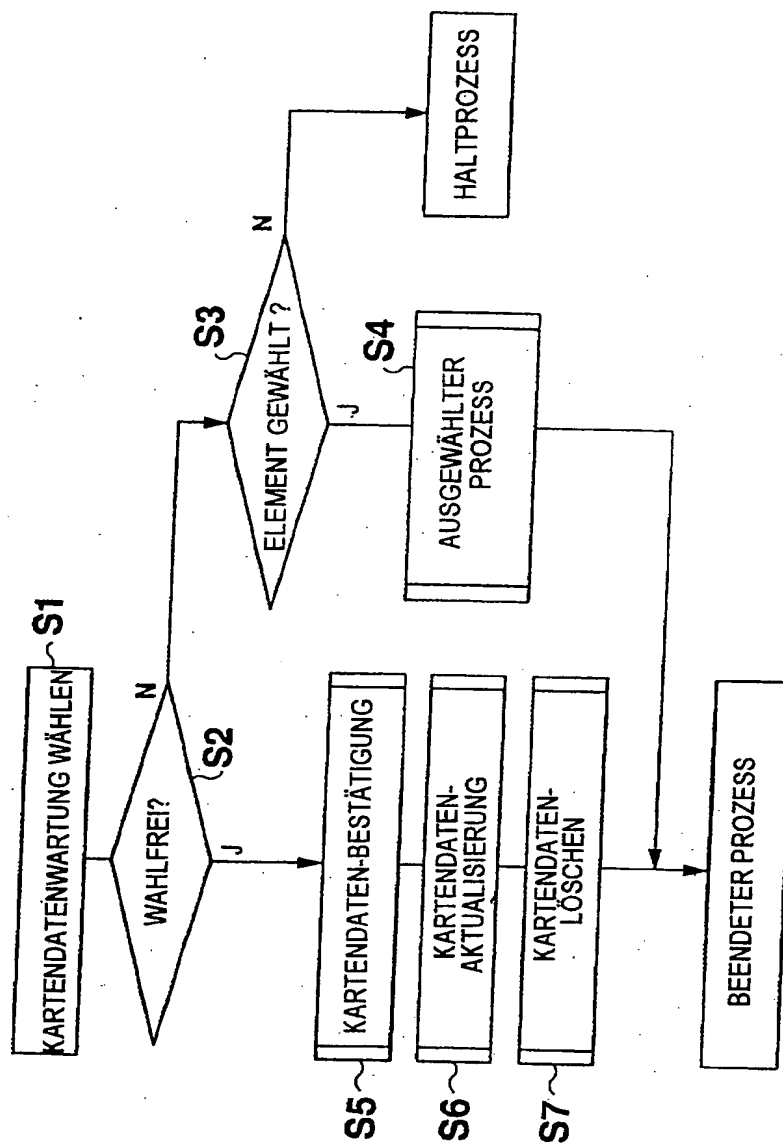 KARTENDATENWARTUNG WÄHLEN
S1
WAHLFREI?
S2
N
J
ELEMENT GEWÄHLT ?
S3
N
J
HALTPROZESS
AUSGEWÄHLTER
PROZESS
S4
KARTENDATEN-BESTÄTIGUNG
S5
KARTENDATEN-
AKTUALISIERUNG
S6
KARTENDATEN-
LÖSCHEN
S7
BEENDETER PROZESS